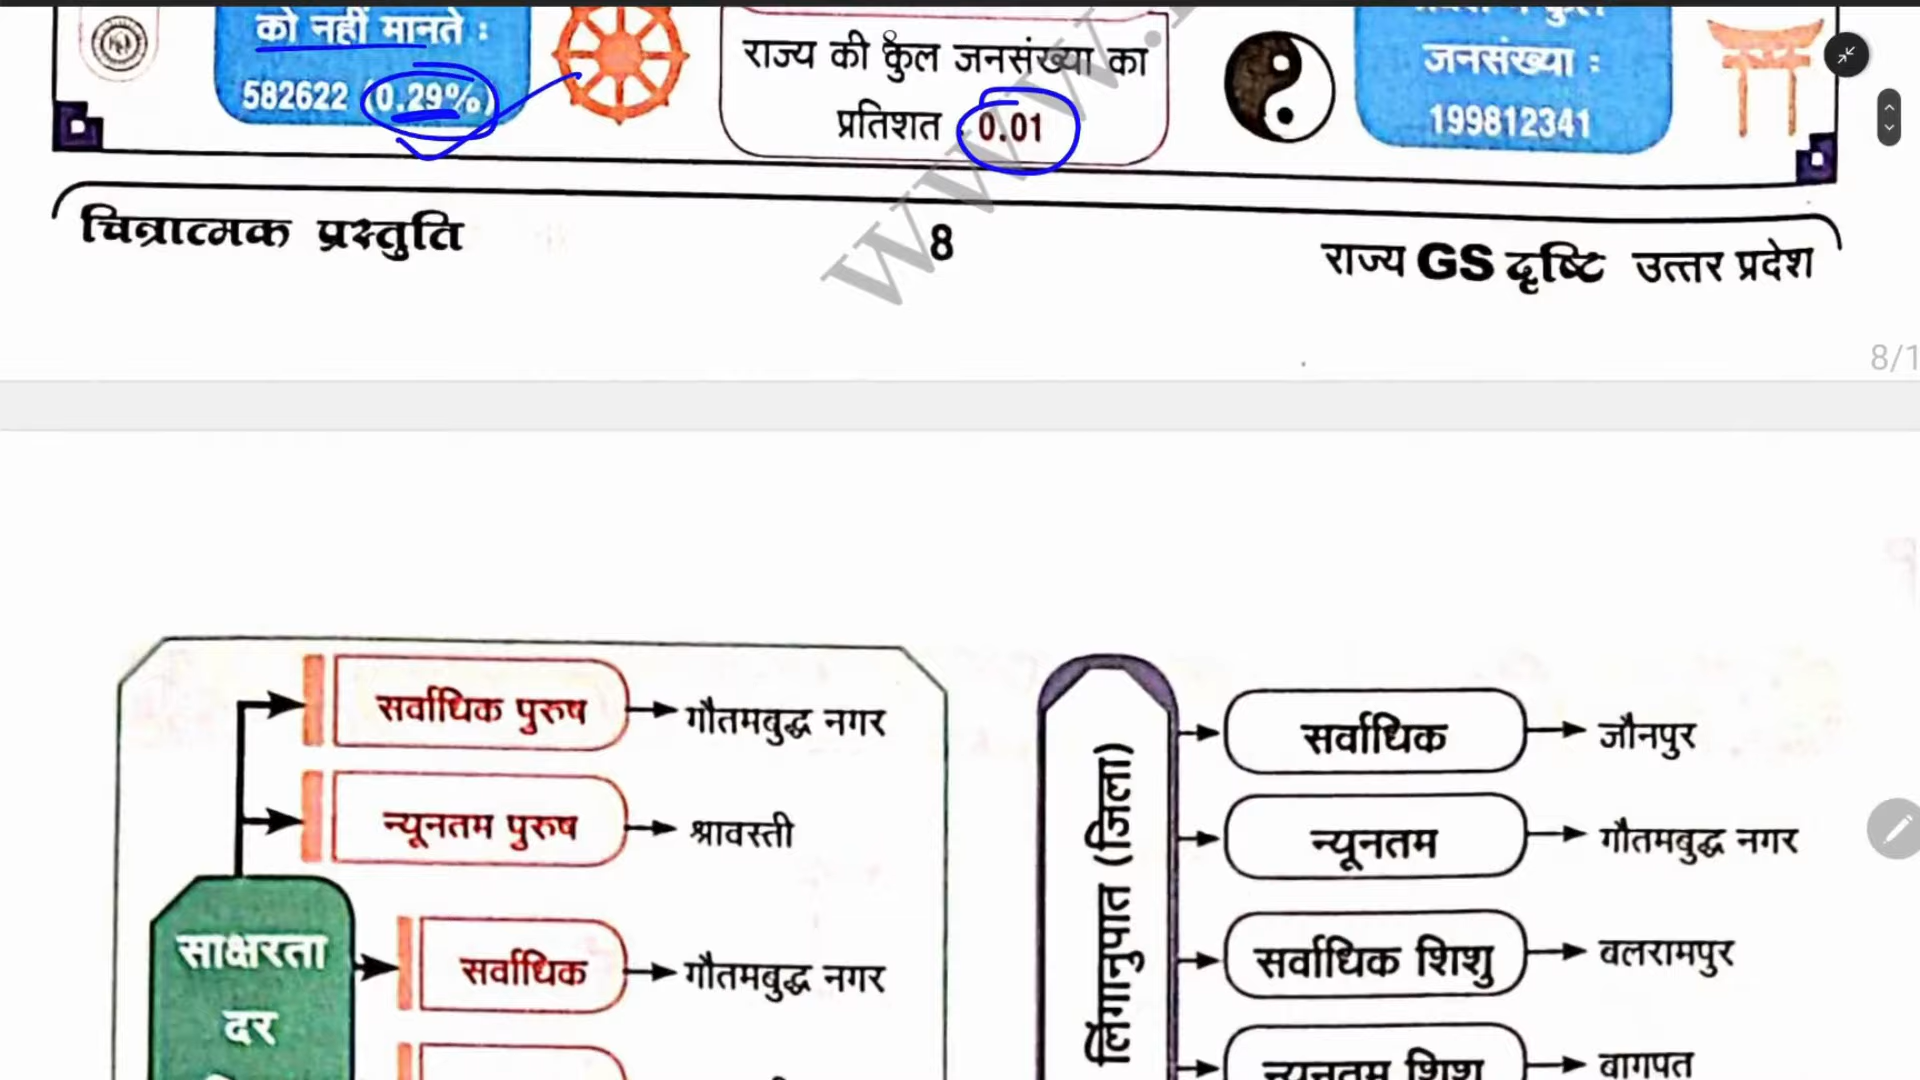 को नहीं मानते :
582622 (0.29%)
राज्य की कुल जनसंख्या का
प्रतिशत : 0.01
जनसंख्या :
199812341
www.
चित्रात्मक प्रस्तुति
8
राज्य GS दृष्टि उत्तर प्रदेश
8/1
सर्वाधिक पुरुष
गौतमबुद्ध नगर
न्यूनतम पुरुष
श्रावस्ती
साक्षरता
दर
सर्वाधिक
गौतमबुद्ध नगर
लिंगानुपात (जिला)
सर्वाधिक
जौनपुर
न्यूनतम
गौतमबुद्ध नगर
सर्वाधिक शिशु
बलरामपुर
न्यूनतम शिशु
बागपत